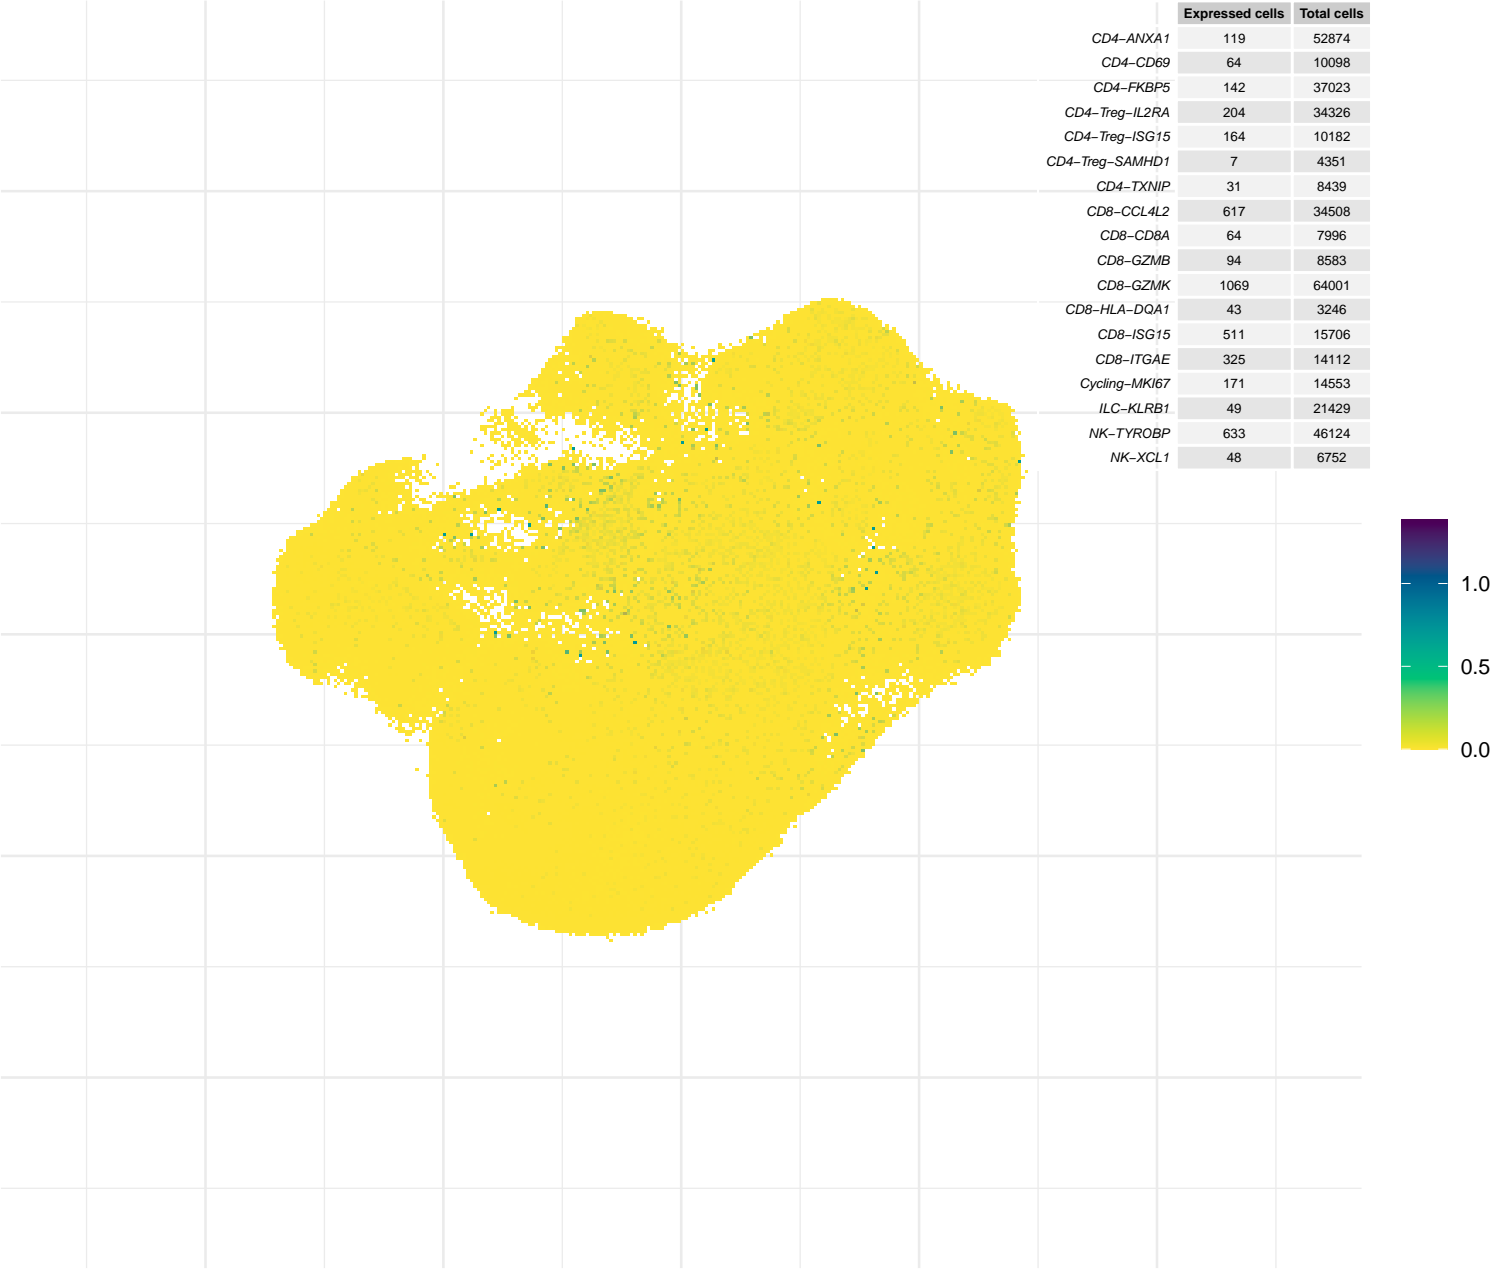 Expressed cells Total cells
CD4−ANXA1 119 52874
CD4−CD69 64 10098
CD4−FKBP5 142 37023
CD4−Treg−IL2RA 204 34326
CD4−Treg−ISG15 164 10182
CD4−Treg−SAMHD1 7 4351
CD4−TXNIP 31 8439
CD8−CCL4L2 617 34508
CD8−CD8A 64 7996
CD8−GZMB 94 8583
CD8−GZMK 1069 64001
CD8−HLA−DQA1 43 3246
CD8−ISG15 511 15706
CD8−ITGAE 325 14112
Cycling−MKI67 171 14553
ILC−KLRB1 49 21429
NK−TYROBP 633 46124
NK−XCL1 48 6752
1.0
0.5
0.0